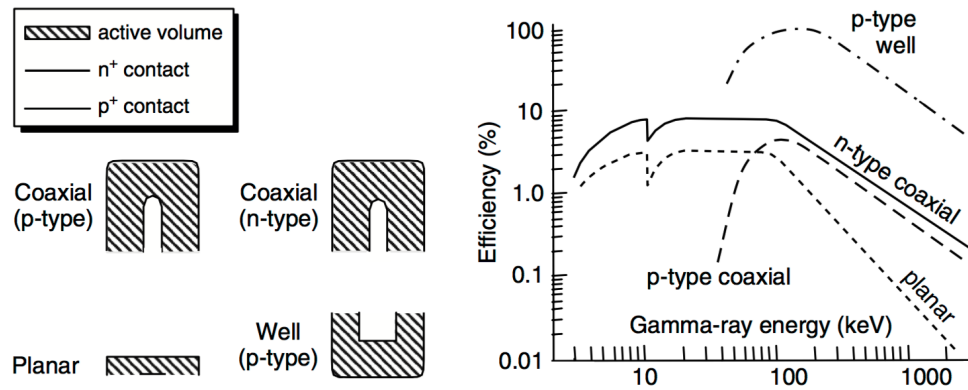 active volume
n⁺ contact
p⁺ contact
Coaxial
(p-type)
Coaxial
(n-type)
Planar
Well
(p-type)
Efficiency (%)
100
10
1.0
0.1
0.01
p-type
well
n-type coaxial
p-type coaxial
planar
Gamma-ray energy (keV)
10
100
1000